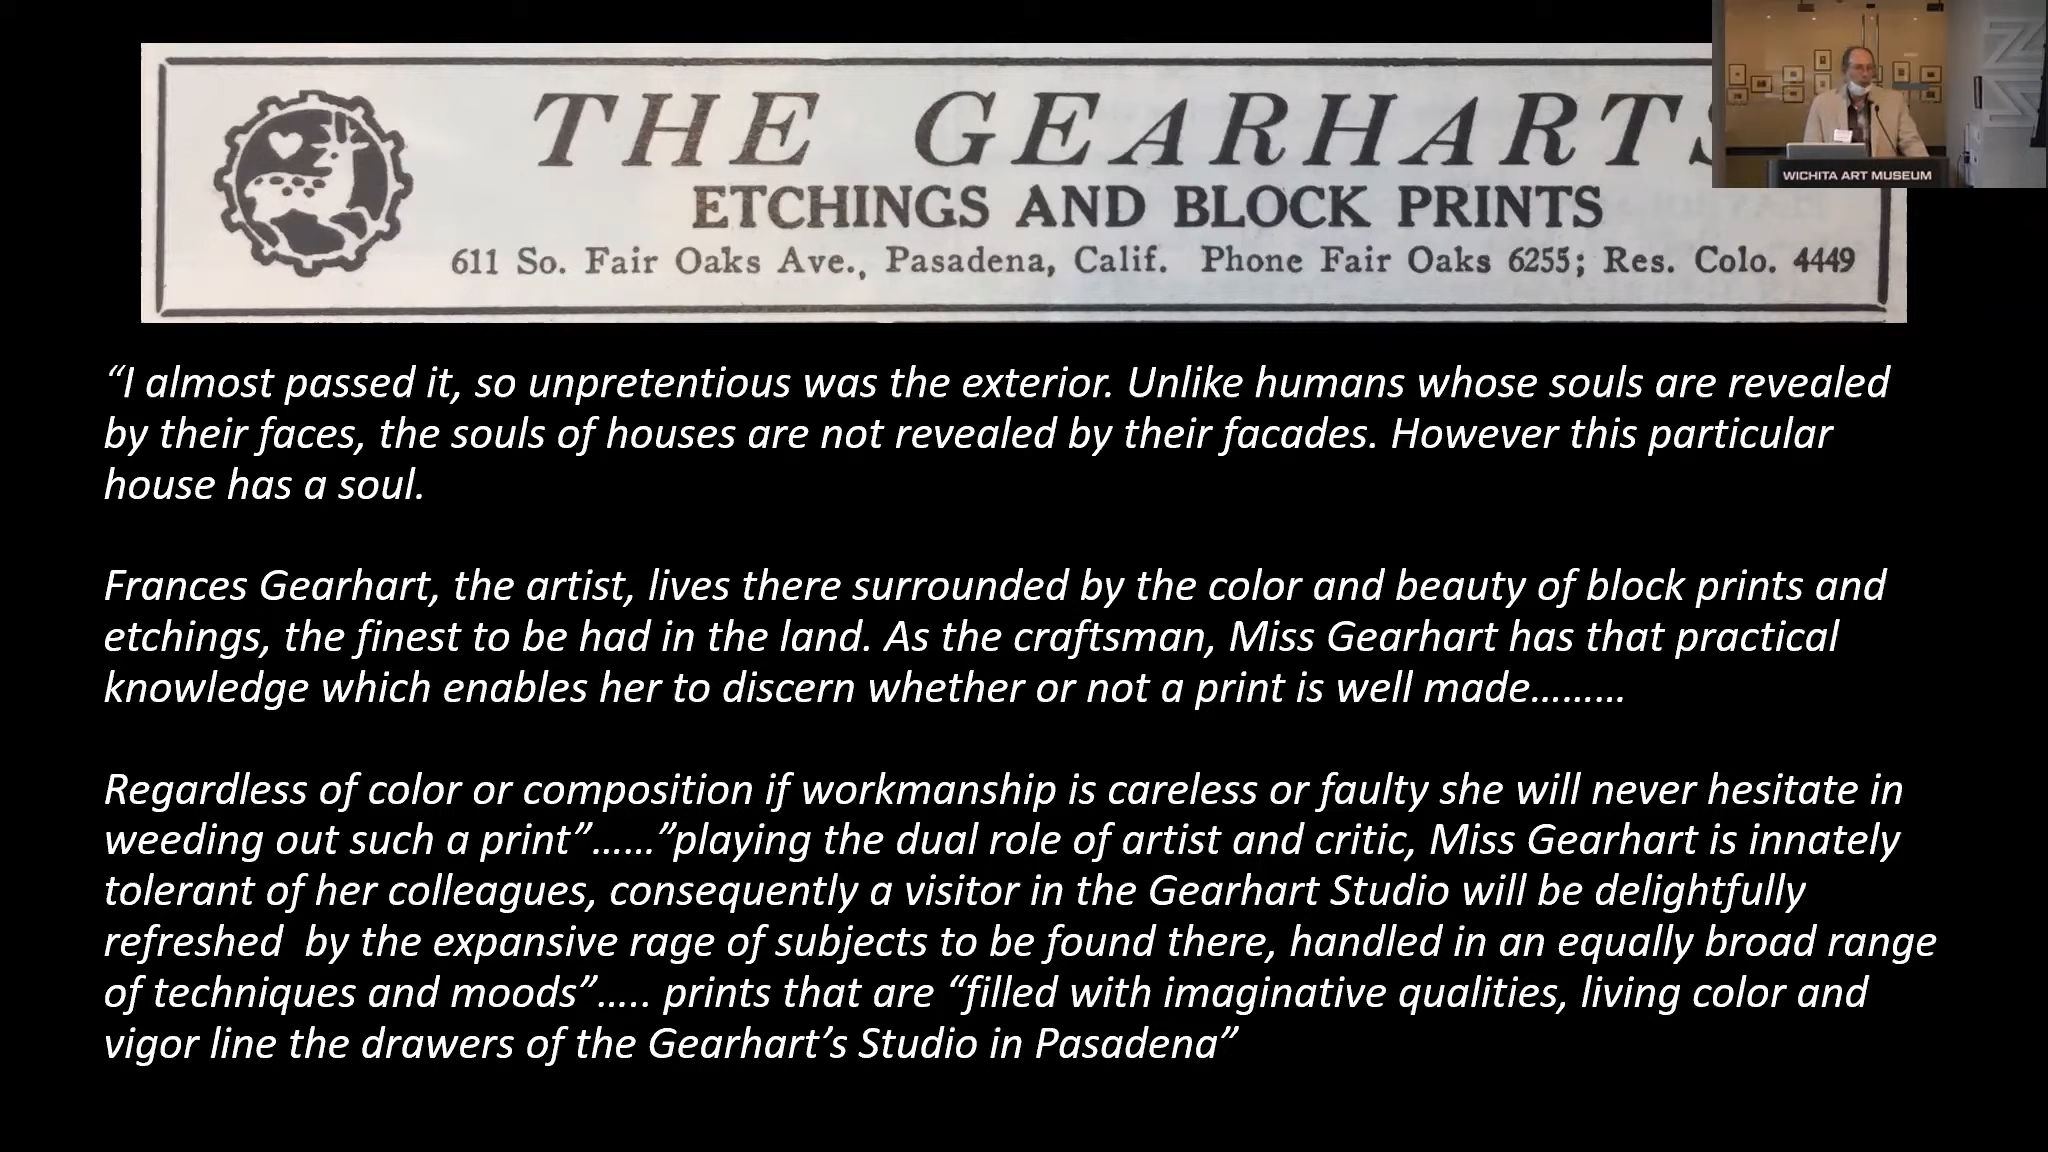 THE GEARHARTS
ETCHINGS AND BLOCK PRINTS
611 So. Fair Oaks Ave., Pasadena, Calif. Phone Fair Oaks 6255; Res. Colo. 4449
WICHITA ART MUSEUM
“I almost passed it, so unpretentious was the exterior. Unlike humans whose souls are revealed
by their faces, the souls of houses are not revealed by their facades. However this particular
house has a soul.
Frances Gearhart, the artist, lives there surrounded by the color and beauty of block prints and
etchings, the finest to be had in the land. As the craftsman, Miss Gearhart has that practical
knowledge which enables her to discern whether or not a print is well made………
Regardless of color or composition if workmanship is careless or faulty she will never hesitate in
weeding out such a print”……”playing the dual role of artist and critic, Miss Gearhart is innately
tolerant of her colleagues, consequently a visitor in the Gearhart Studio will be delightfully
refreshed  by the expansive rage of subjects to be found there, handled in an equally broad range
of techniques and moods”….. prints that are “filled with imaginative qualities, living color and
vigor line the drawers of the Gearhart’s Studio in Pasadena”